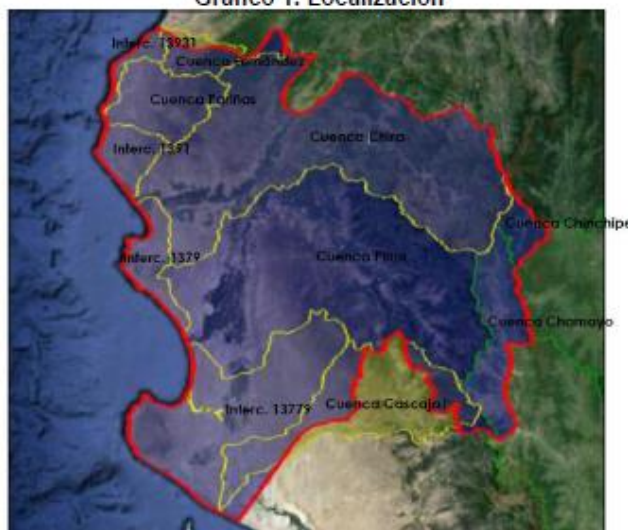 Gráfico 1. Localización
Interc. 13931
Cuenca Fernández
Cuenca Pariñas
Cuenca Chira
Interc. 1391
Cuenca Chinchipe
Interc. 1379
Cuenca Piura
Cuenca Chamayo
Interc. 13779
Cuenca Cascajal